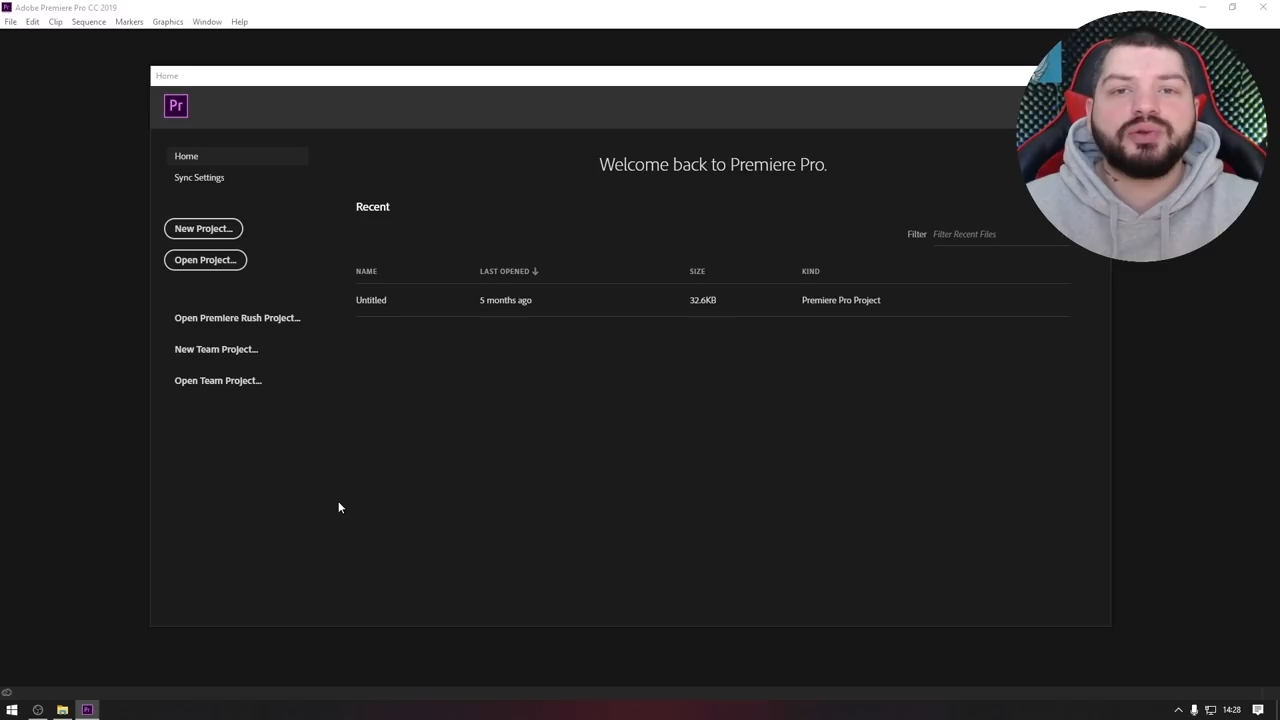 Adobe Premiere Pro CC 2019
File Edit Clip Sequence Markers Graphics Window Help
Home
Pr
Home
Sync Settings
Welcome back to Premiere Pro.
Recent
New Project...
Open Project...
Filter Filter Recent Files
NAME LAST OPENED SIZE KIND
Untitled 5 months ago 32.6KB Premiere Pro Project
Open Premiere Rush Project...
New Team Project...
Open Team Project...
14:28